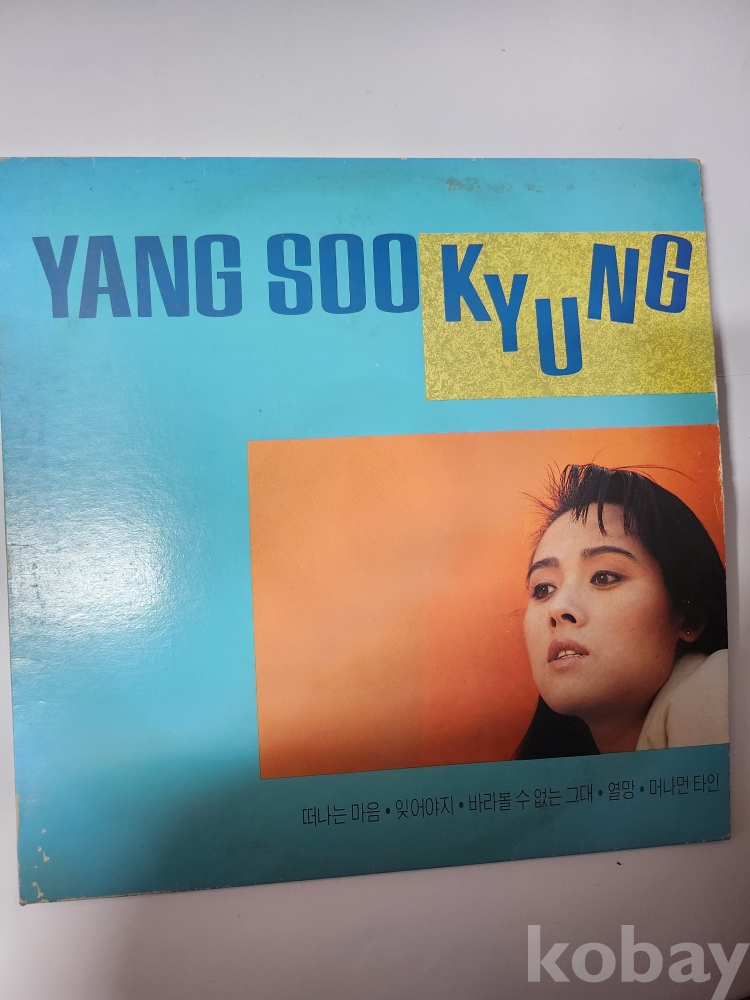 YANG SOO KYUNG
떠나는 마음 • 잊어야지 • 바라볼 수 없는 그대 • 열망 • 머나먼 타인
kobay